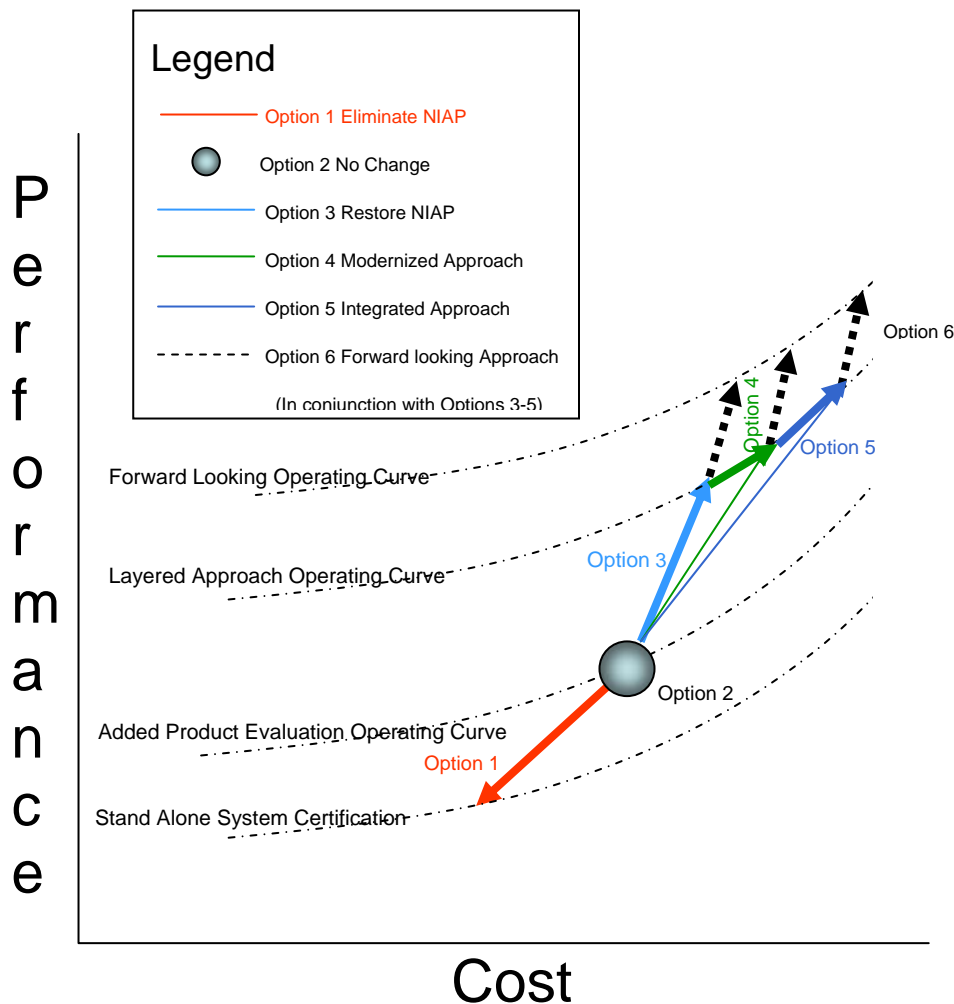 Legend
Option 1 Eliminate NIAP
Option 2 No Change
Option 3 Restore NIAP
Option 4 Modernized Approach
Option 5 Integrated Approach
Option 6 Forward looking Approach
(In conjunction with Options 3-5)
Performance
Option 6
Option 4
Option 5
Forward Looking Operating Curve
Option 3
Layered Approach Operating Curve
Option 2
Added Product Evaluation Operating Curve
Option 1
Stand Alone System Certification
Cost